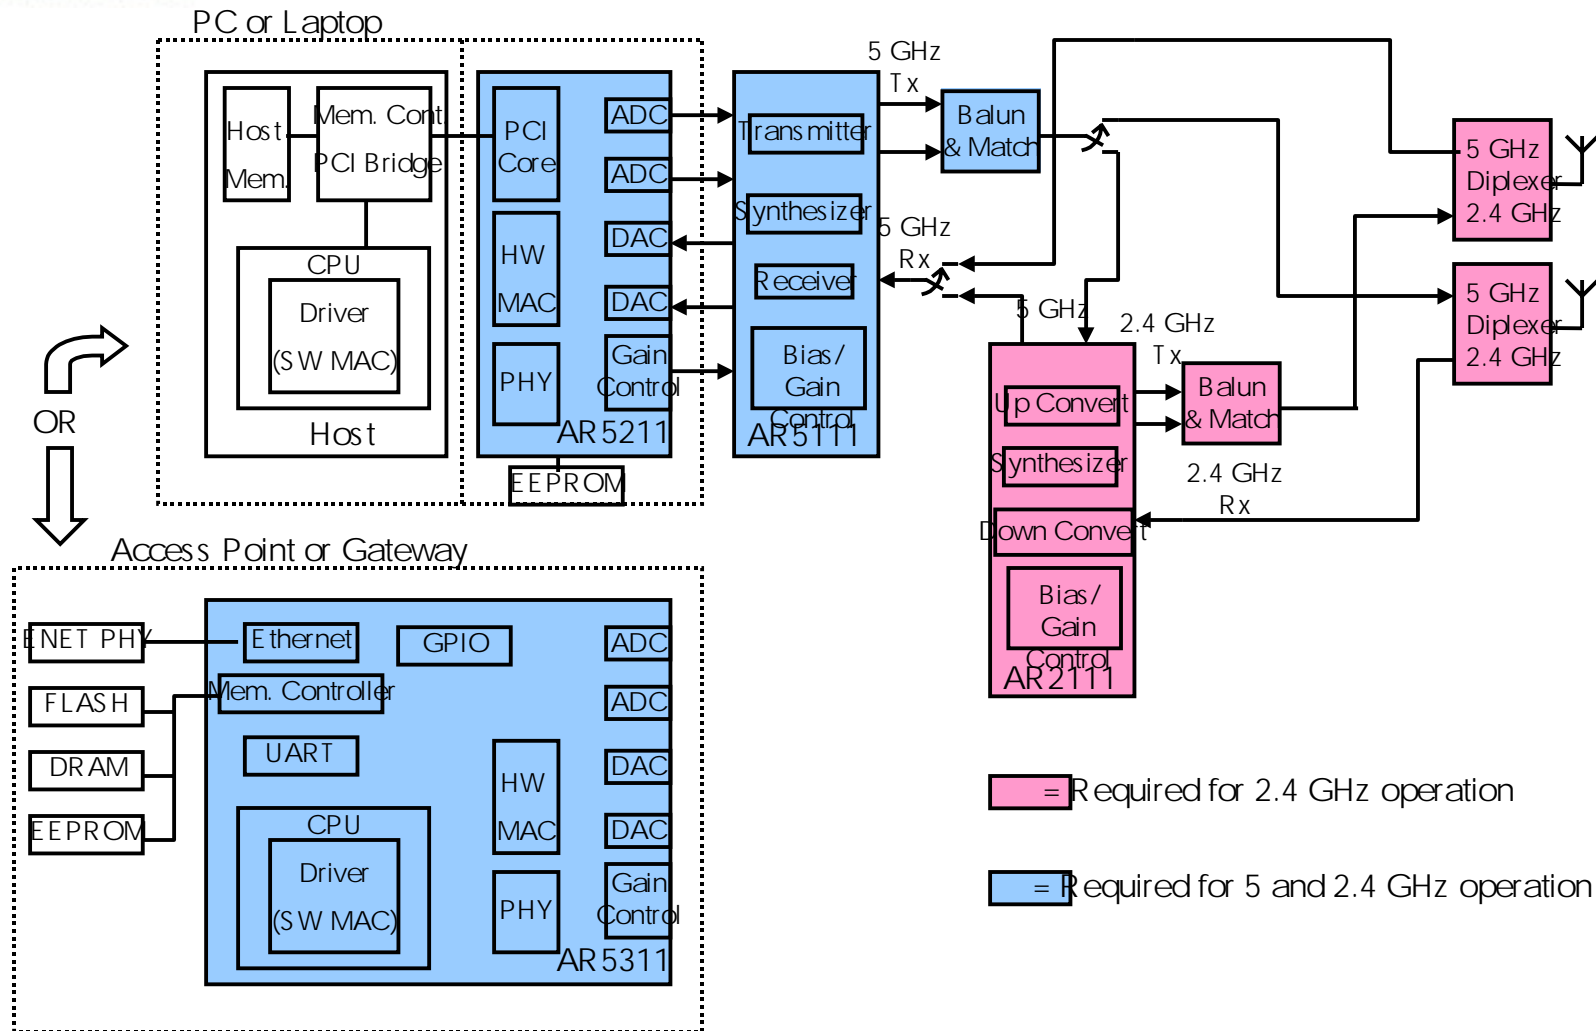 PC or Laptop
Host
Mem.
Mem. Cont.
PCI Bridge
CPU
Driver
(SW MAC)
Host
PCI
Core
HW
MAC
PHY
ADC
ADC
DAC
DAC
Gain
Control
AR5211
EEPROM
Transmitter
Synthesizer
Receiver
Bias/
Gain
Control
AR5111
5 GHz
Tx
Balun
& Match
5 GHz
Rx
5 GHz
Diplexer
2.4 GHz
5 GHz
Diplexer
2.4 GHz
5 GHz
2.4 GHz
Tx
Up Convert
Synthesizer
Down Convert
Bias/
Gain
Control
AR2111
Balun
& Match
2.4 GHz
Rx
OR
Access Point or Gateway
ENET PHY
FLASH
DRAM
EEPROM
Ethernet
GPIO
Mem. Controller
UART
CPU
Driver
(SW MAC)
HW
MAC
PHY
ADC
ADC
DAC
DAC
Gain
Control
AR5311
= Required for 2.4 GHz operation
= Required for 5 and 2.4 GHz operation